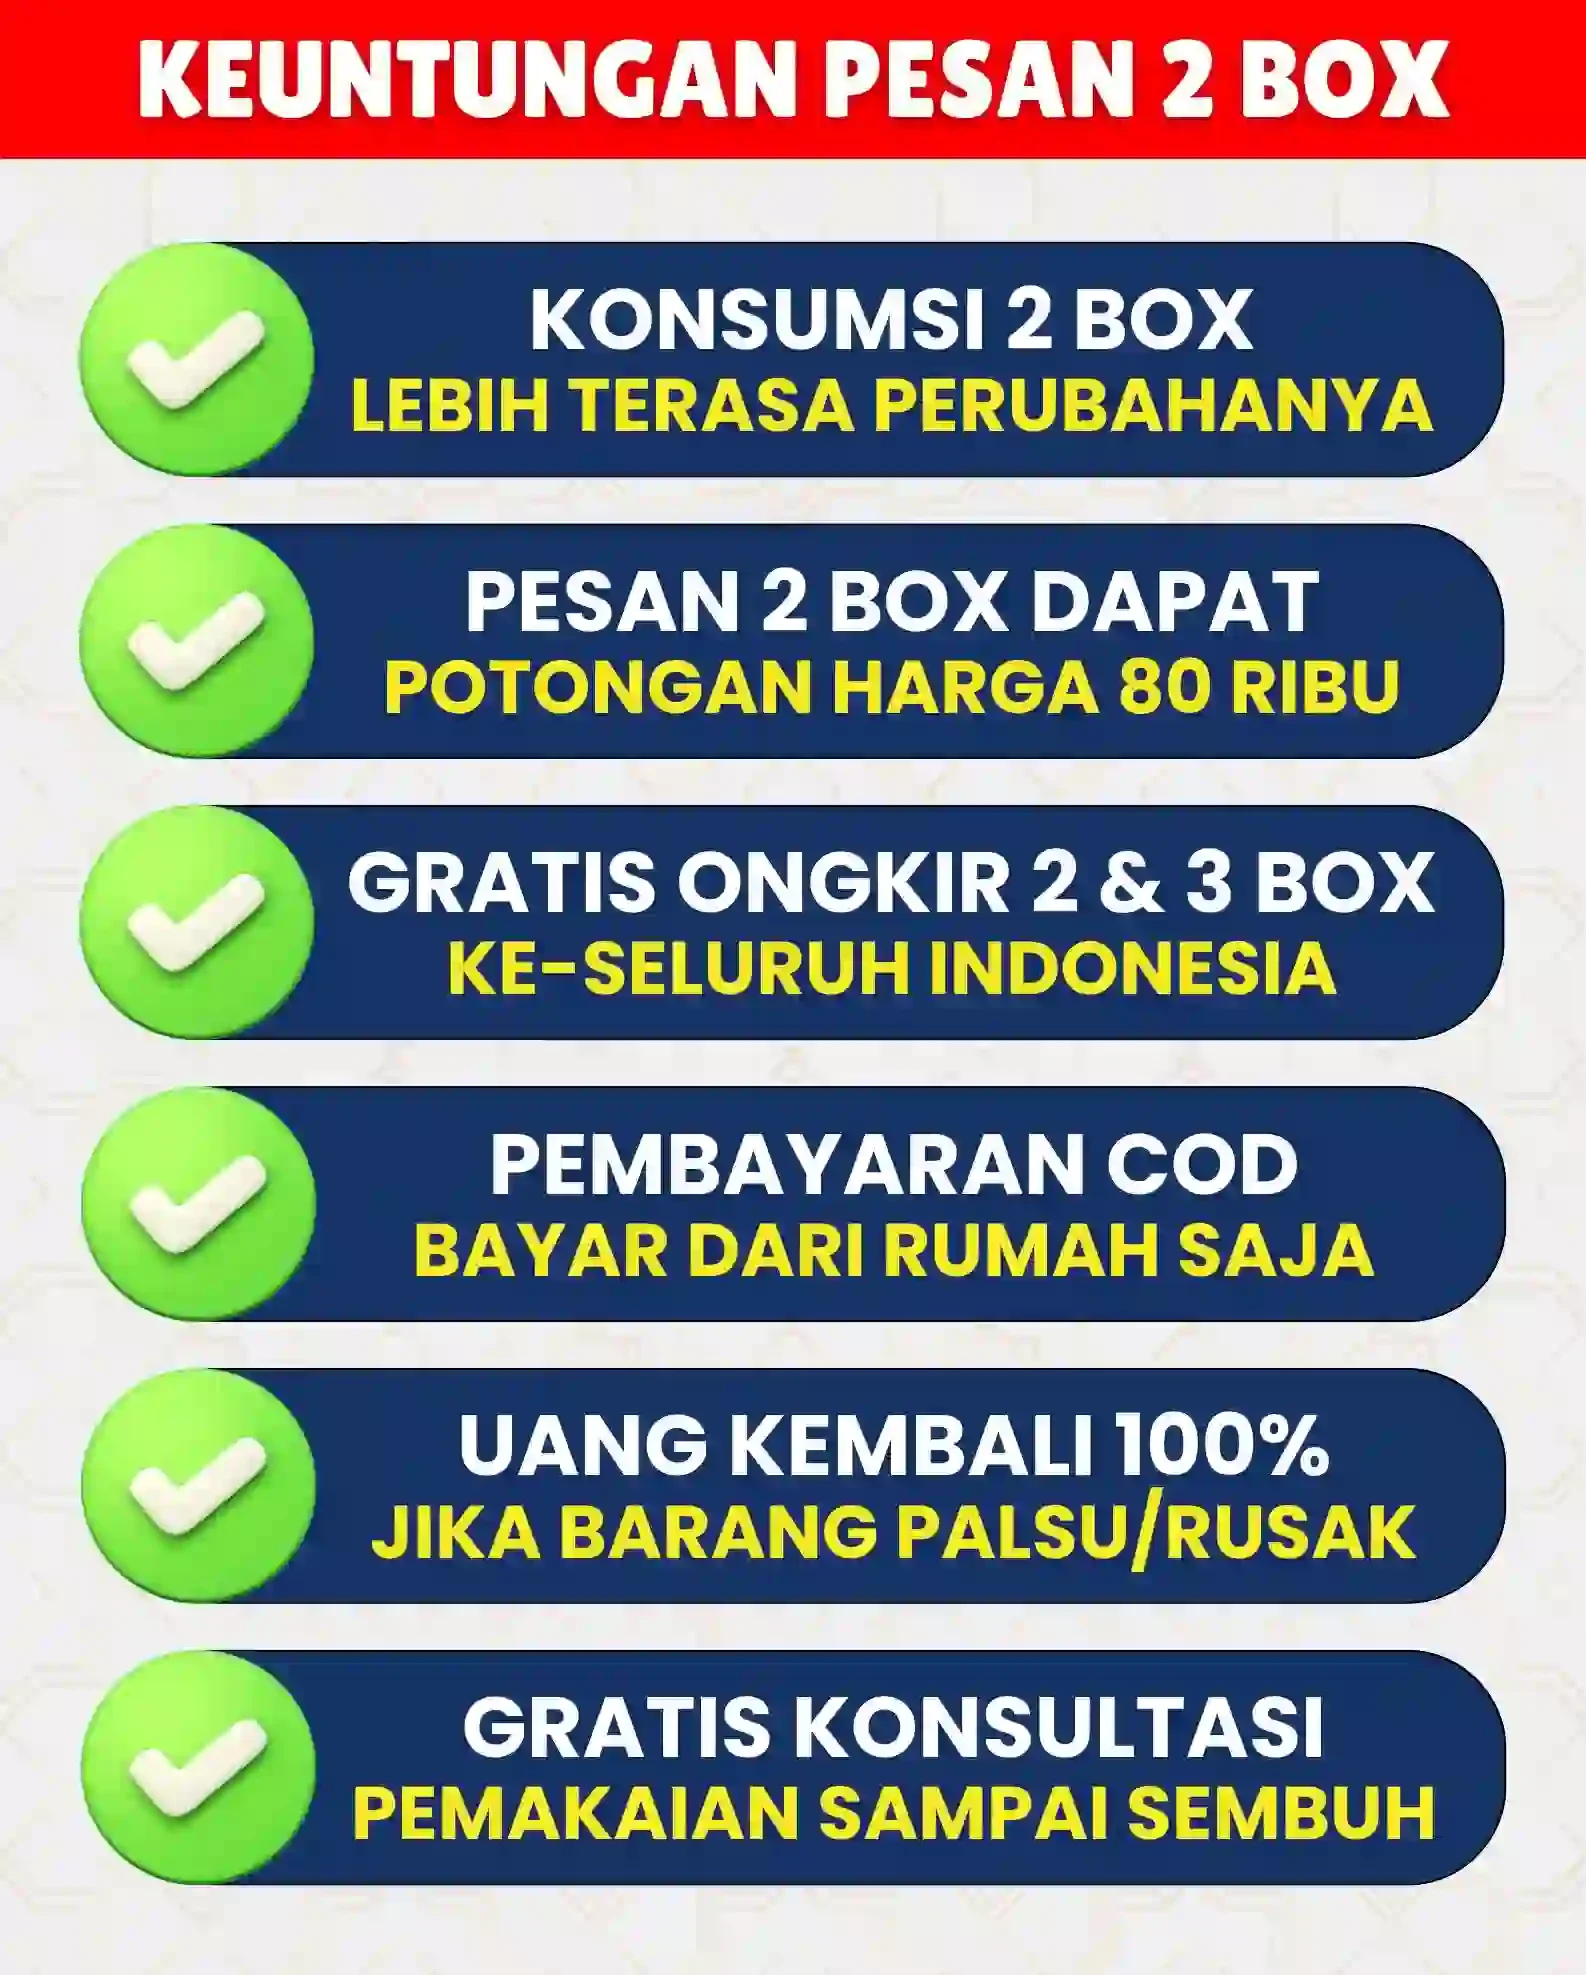 KEUNTUNGAN PESAN 2 BOX
KONSUMSI 2 BOX
LEBIH TERASA PERUBAHANYA
PESAN 2 BOX DAPAT
POTONGAN HARGA 80 RIBU
GRATIS ONGKIR 2 & 3 BOX
KE-SELURUH INDONESIA
PEMBAYARAN COD
BAYAR DARI RUMAH SAJA
UANG KEMBALI 100%
JIKA BARANG PALSU/RUSAK
GRATIS KONSULTASI
PEMAKAIAN SAMPAI SEMBUH